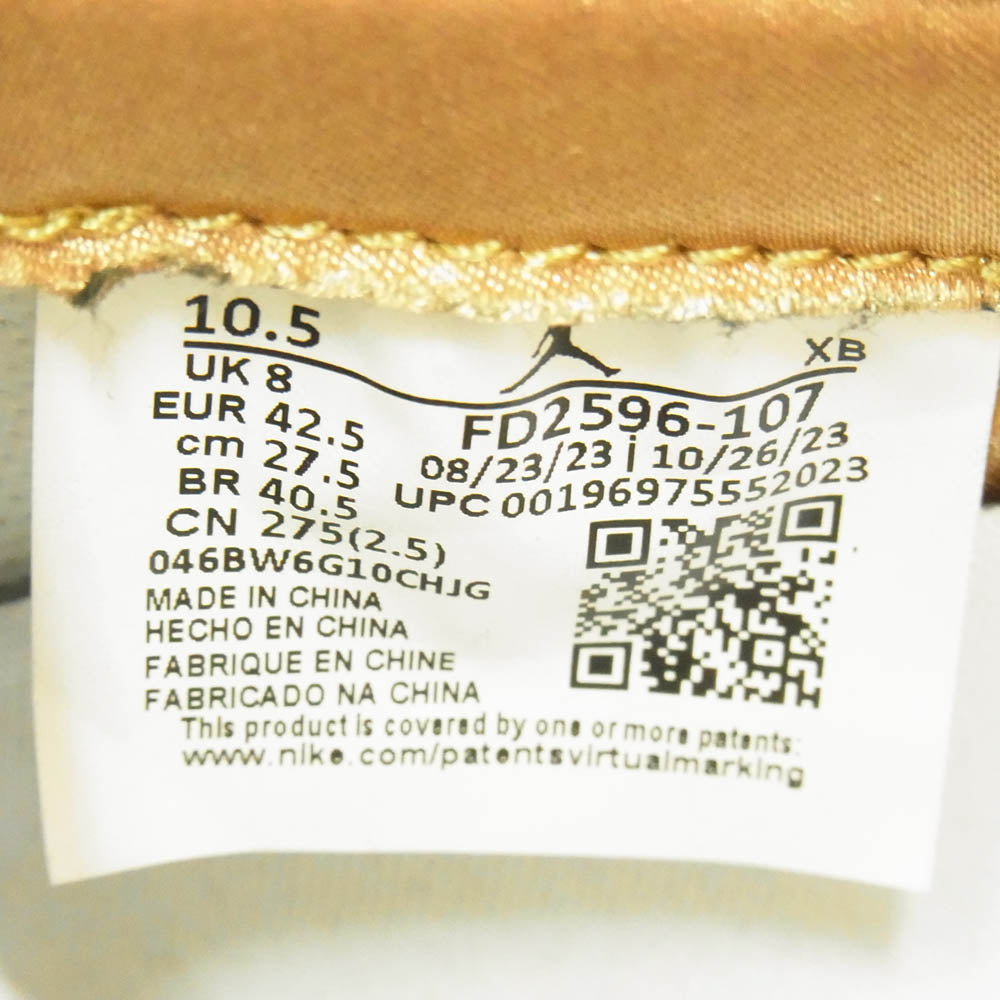 10.5
XB
UK 8
EUR 42.5
cm 27.5
BR 40.5
CN 275(2.5)
FD2596-107
08/23/23 | 10/26/23
UPC 00196975552023
046BW6G10CHJG
MADE IN CHINA
HECHO EN CHINA
FABRIQUE EN CHINE
FABRICADO NA CHINA
This product is covered by one or more patents:
www.nike.com/patentsvirtualmarking